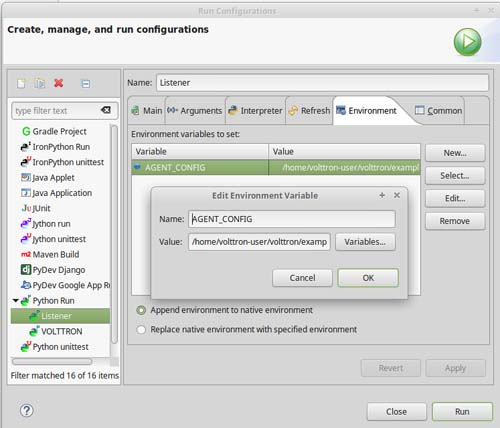 Run Configurations
Create, manage, and run configurations
type filter text
Gradle Project
IronPython Run
IronPython unittest
Java Applet
Java Application
JUnit
Jython run
Jython unittest
Maven Build
PyDev Django
PyDev Google App R
Python Run
Listener
VOLTTRON
Python unittest
Filter matched 16 of 16 items
Name: Listener
Main Arguments Interpreter Refresh Environment Common
Environment variables to set:
Variable Value
AGENT_CONFIG /home/volttron-user/volttron/exampl
New...
Select...
Edit...
Remove
Edit Environment Variable
Name: AGENT_CONFIG
Value: /home/volttron-user/volttron/examp Variables...
Cancel OK
Append environment to native environment
Replace native environment with specified environment
Revert Apply
Close Run